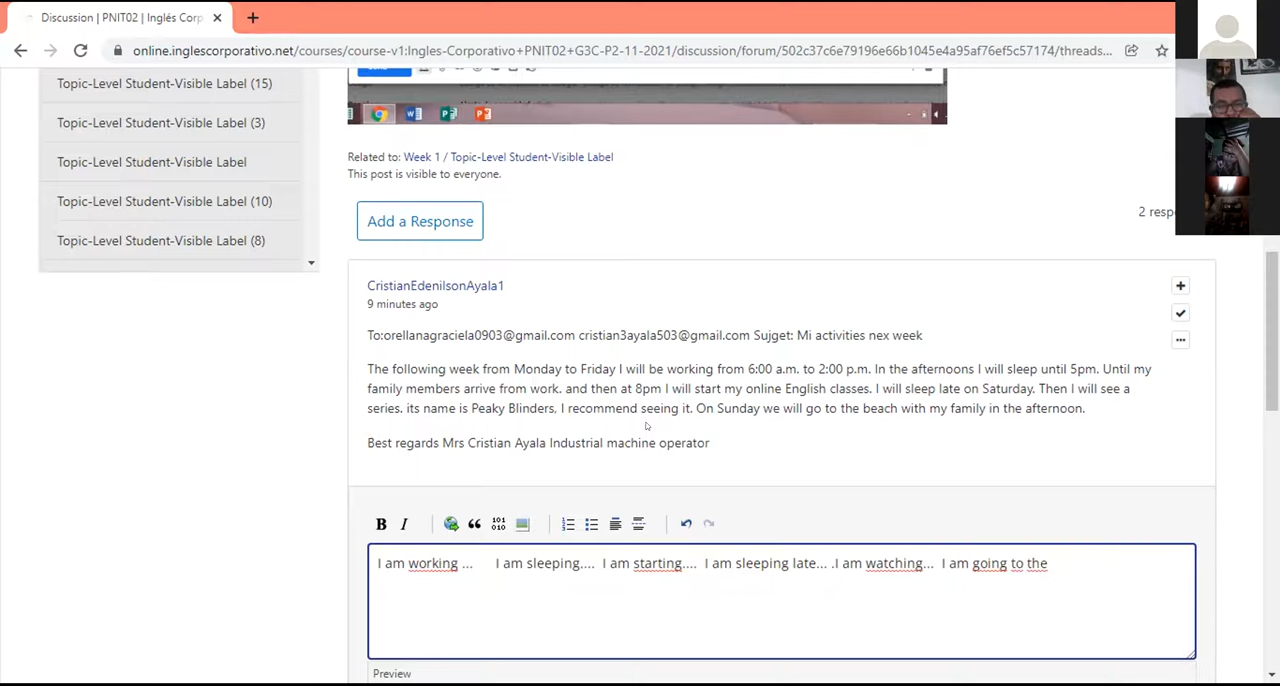 Discussion | PNIT02 | Inglés Corp
online.inglescorporativo.net/courses/course-v1:Ingles-Corporativo+PNIT02+G3C-P2-11-2021/discussion/forum/502c37c6e79196e66b1045e4a95af76ef5c57174/threads...
Topic-Level Student-Visible Label (15)
Topic-Level Student-Visible Label (3)
Topic-Level Student-Visible Label
Topic-Level Student-Visible Label (10)
Topic-Level Student-Visible Label (8)
Related to: Week 1 / Topic-Level Student-Visible Label
This post is visible to everyone.
Add a Response
2 resp
CristianEdenilsonAyala1
9 minutes ago
To:orellanagraciela0903@gmail.com cristian3ayala503@gmail.com Sujget: Mi activities nex week
The following week from Monday to Friday I will be working from 6:00 a.m. to 2:00 p.m. In the afternoons I will sleep until 5pm. Until my
family members arrive from work. and then at 8pm I will start my online English classes. I will sleep late on Saturday. Then I will see a
series. its name is Peaky Blinders, I recommend seeing it. On Sunday we will go to the beach with my family in the afternoon.
Best regards Mrs Cristian Ayala Industrial machine operator
B I
101
010
I am working ... I am sleeping.... I am starting.... I am sleeping late... .I am watching... I am going to the
Preview